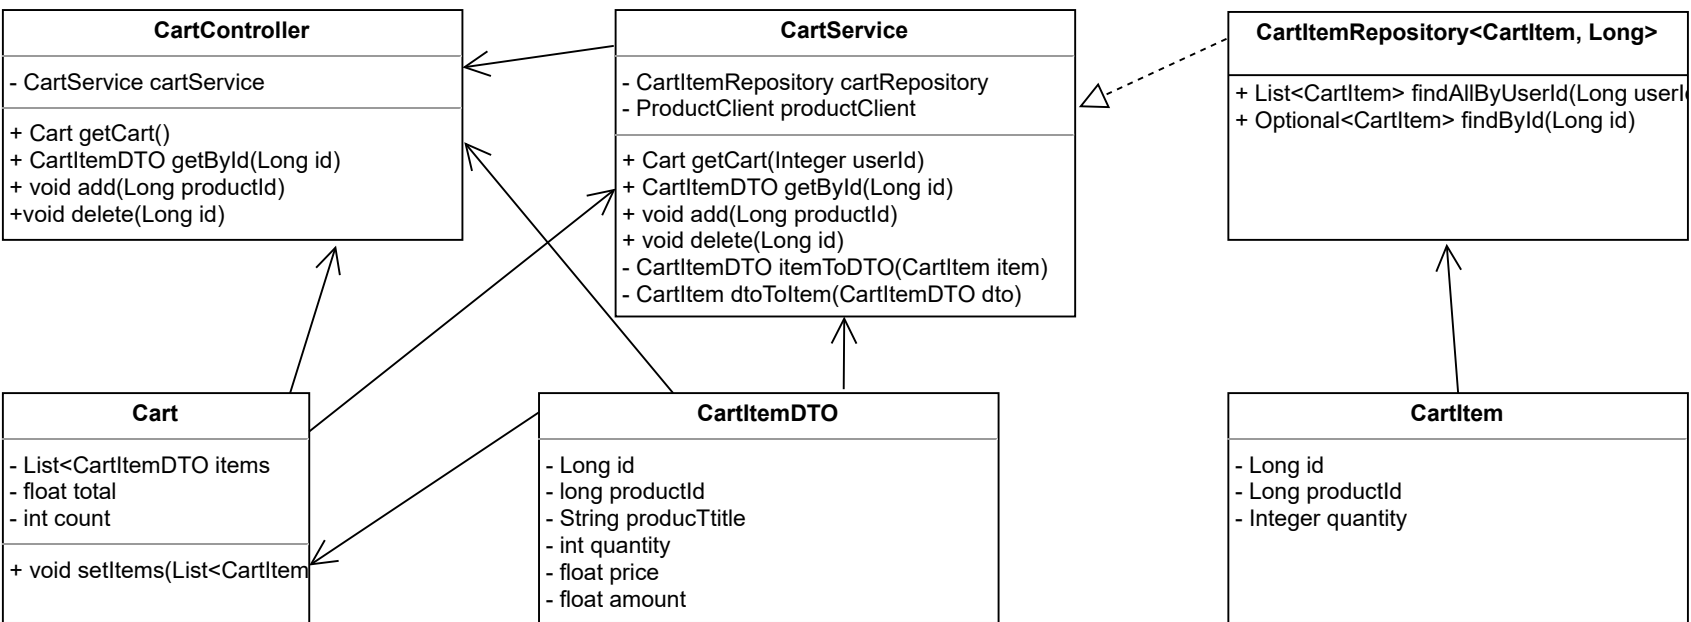 CartController
- CartService cartService
+ Cart getCart()
+ CartItemDTO getById(Long id)
+ void add(Long productId)
+void delete(Long id)
CartService
- CartItemRepository cartRepository
- ProductClient productClient
+ Cart getCart(Integer userId)
+ CartItemDTO getById(Long id)
+ void add(Long productId)
+ void delete(Long id)
- CartItemDTO itemToDTO(CartItem item)
- CartItem dtoToItem(CartItemDTO dto)
CartItemRepository<CartItem, Long>
+ List<CartItem> findAllByUserId(Long userId
+ Optional<CartItem> findById(Long id)
Cart
- List<CartItemDTO items
- float total
- int count
+ void setItems(List<CartItem
CartItemDTO
- Long id
- long productId
- String producTtitle
- int quantity
- float price
- float amount
CartItem
- Long id
- Long productId
- Integer quantity